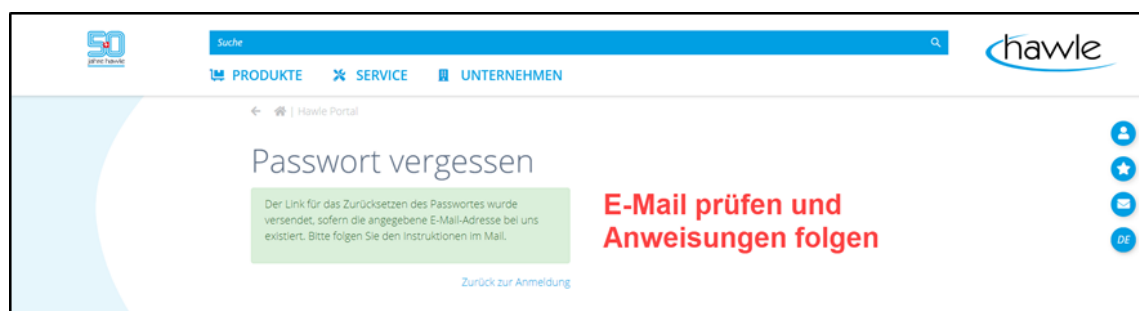 50
jahre hawle
Suche
hawle
PRODUKTE
SERVICE
UNTERNEHMEN
| Hawle Portal
Passwort vergessen
Der Link für das Zurücksetzen des Passwortes wurde
versendet, sofern die angegebene E-Mail-Adresse bei uns
existiert. Bitte folgen Sie den Instruktionen im Mail.
E-Mail prüfen und
Anweisungen folgen
Zurück zur Anmeldung
DE